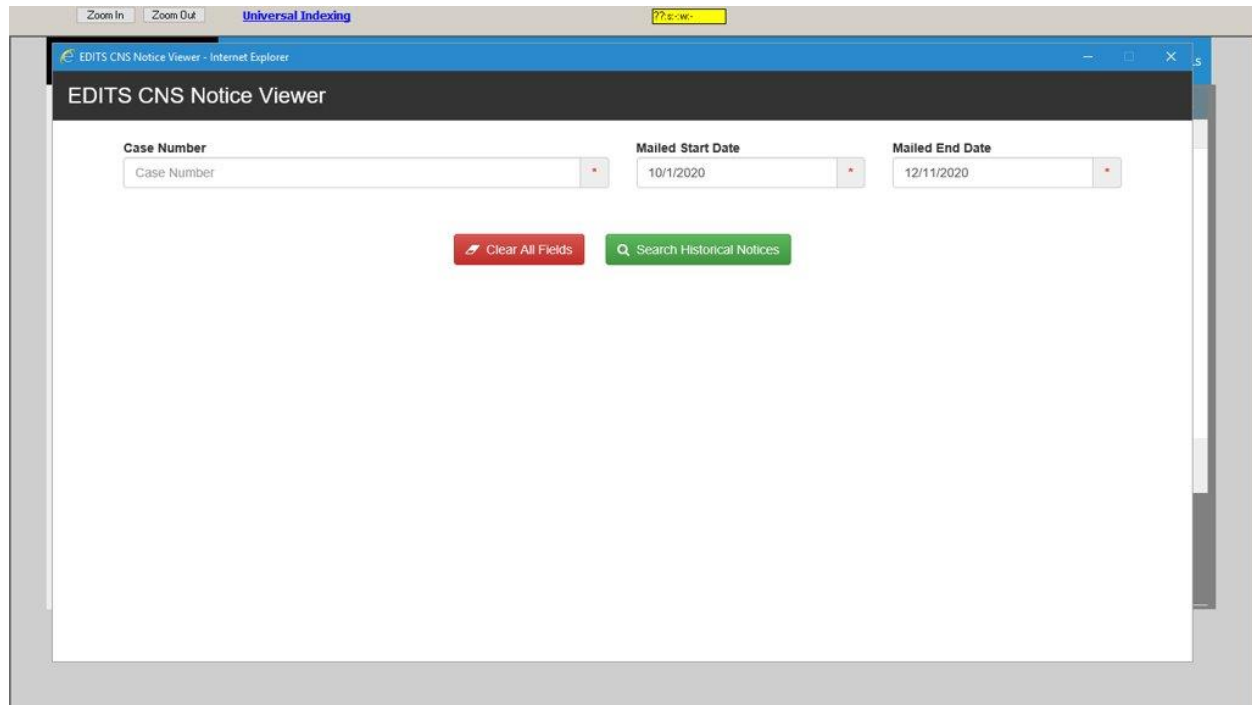 Zoom In Zoom Out Universal Indexing ??:s:-:w:-
EDITS CNS Notice Viewer - Internet Explorer
EDITS CNS Notice Viewer
Case Number Mailed Start Date Mailed End Date
Case Number * 10/1/2020 * 12/11/2020 *
Clear All Fields Search Historical Notices